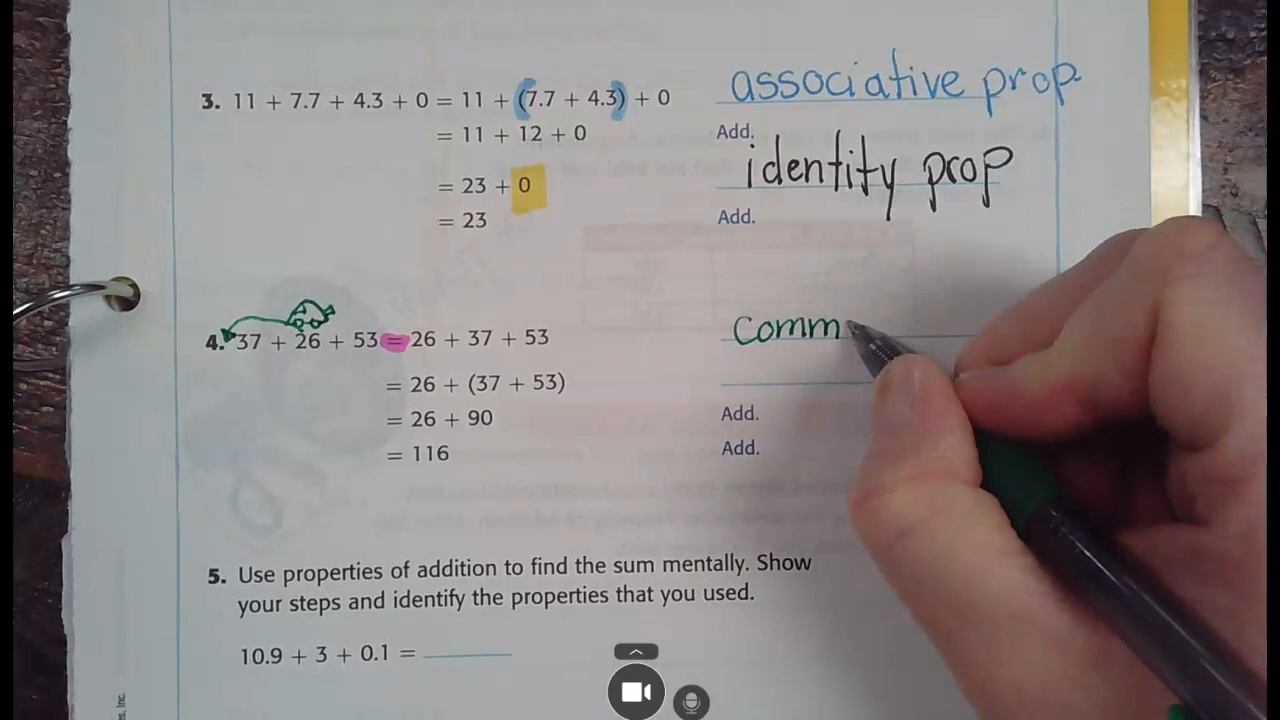 3. 11 + 7.7 + 4.3 + 0 = 11 + (7.7 + 4.3) + 0 associative prop.
= 11 + 12 + 0 Add.
= 23 + 0 identity prop
= 23 Add.
4. 37 + 26 + 53 = 26 + 37 + 53 Comm
= 26 + (37 + 53)
= 26 + 90 Add.
= 116 Add.
5. Use properties of addition to find the sum mentally. Show
your steps and identify the properties that you used.
10.9 + 3 + 0.1 =
s, Inc.